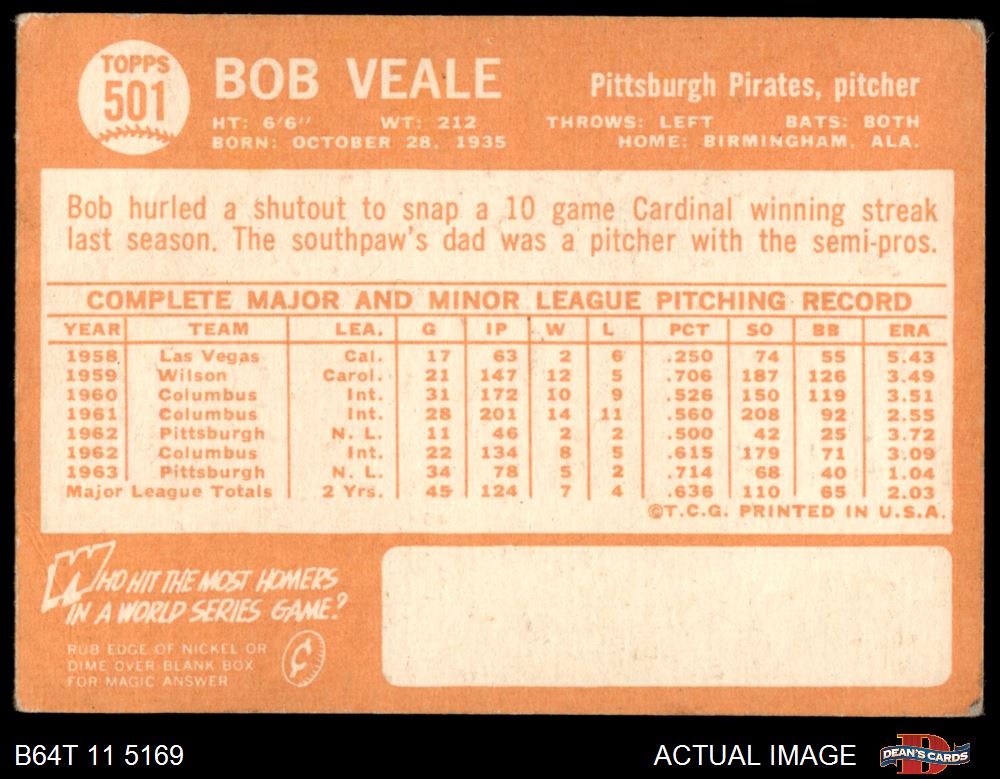 TOPPS
501
BOB VEALE
Pittsburgh Pirates, pitcher
HT: 6'6" WT: 212 THROWS: LEFT BATS: BOTH
BORN: OCTOBER 28, 1935 HOME: BIRMINGHAM, ALA.
Bob hurled a shutout to snap a 10 game Cardinal winning streak
last season. The southpaw's dad was a pitcher with the semi-pros.
COMPLETE MAJOR AND MINOR LEAGUE PITCHING RECORD
YEAR TEAM LEA. G IP W L PCT SO BB ERA
1958 Las Vegas Cal. 17 63 2 6 .250 74 55 5.43
1959 Wilson Carol. 21 147 12 5 .706 187 126 3.49
1960 Columbus Int. 31 172 10 9 .526 150 119 3.51
1961 Columbus Int. 28 201 14 11 .560 208 92 2.55
1962 Pittsburgh N. L. 11 46 2 2 .500 42 25 3.72
1962 Columbus Int. 22 134 8 5 .615 179 71 3.09
1963 Pittsburgh N. L. 34 78 5 2 .714 68 40 1.04
Major League Totals 2 Yrs. 45 124 7 4 .636 110 65 2.03
©T.C.G. PRINTED IN U.S.A.
WHO HIT THE MOST HOMERS
IN A WORLD SERIES GAME?
RUB EDGE OF NICKEL OR
DIME OVER BLANK BOX
FOR MAGIC ANSWER
¢
B64T 11 5169 ACTUAL IMAGE DEAN'S CARDS